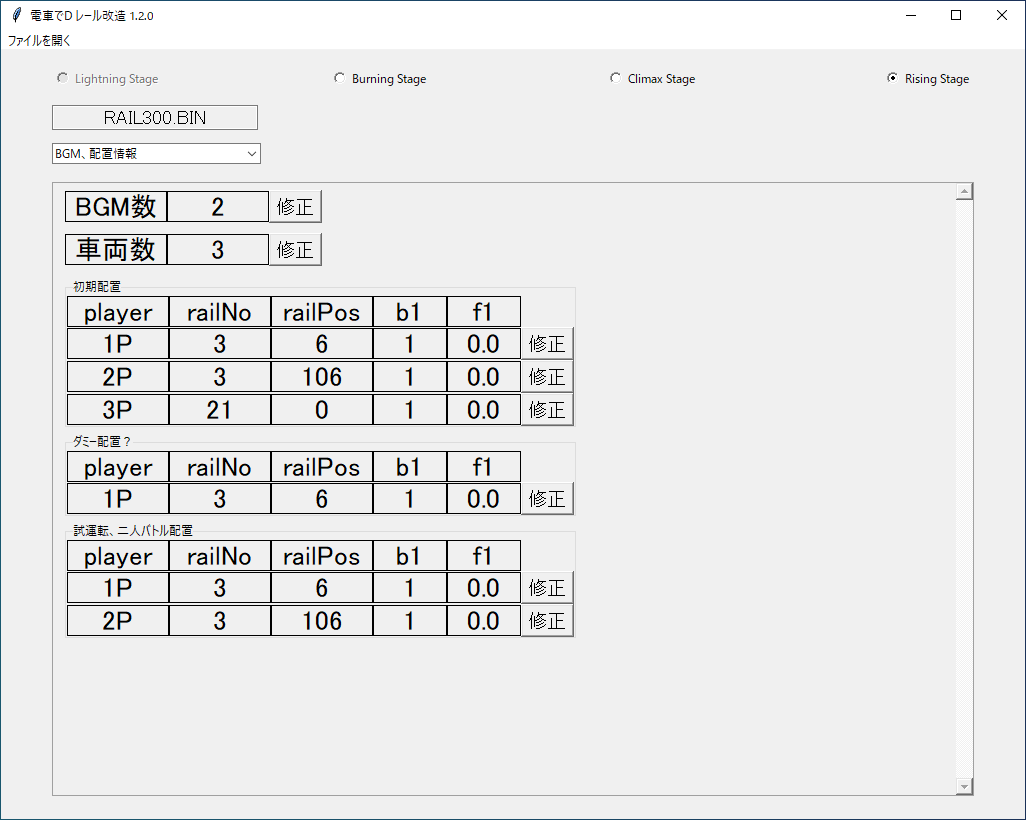 電車でD レール改造 1.2.0
ファイルを開く
Lightning Stage Burning Stage Climax Stage Rising Stage
RAIL300.BIN
BGM、配置情報
BGM数 2 修正
車両数 3 修正
初期配置
player railNo railPos b1 f1
1P 3 6 1 0.0 修正
2P 3 106 1 0.0 修正
3P 21 0 1 0.0 修正
ダミー配置？
player railNo railPos b1 f1
1P 3 6 1 0.0 修正
試運転、二人バトル配置
player railNo railPos b1 f1
1P 3 6 1 0.0 修正
2P 3 106 1 0.0 修正